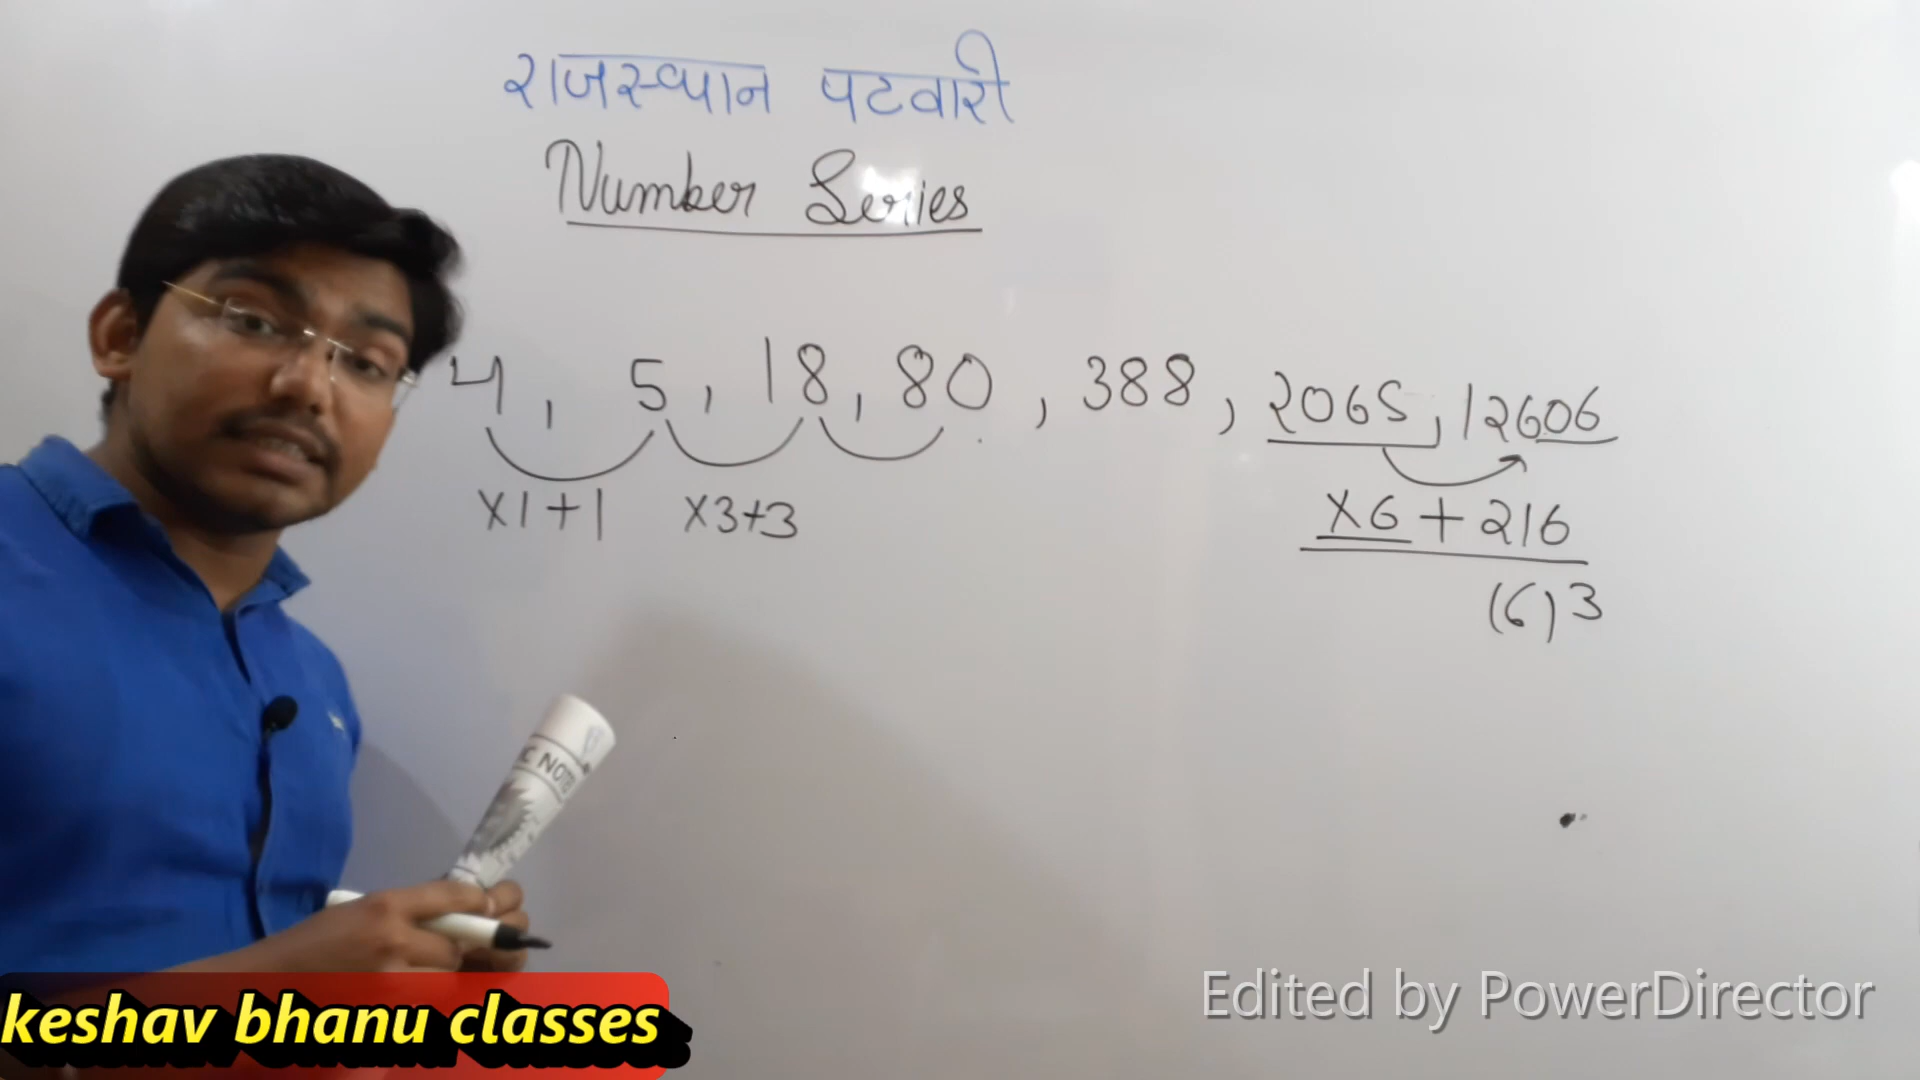 राजस्थान पटवारी
Number Series
4, 5, 18, 80, 388, 2065, 12606
×1+1 ×3+3 ×6+216
(6)3
C NOTE
keshav bhanu classes
Edited by PowerDirector